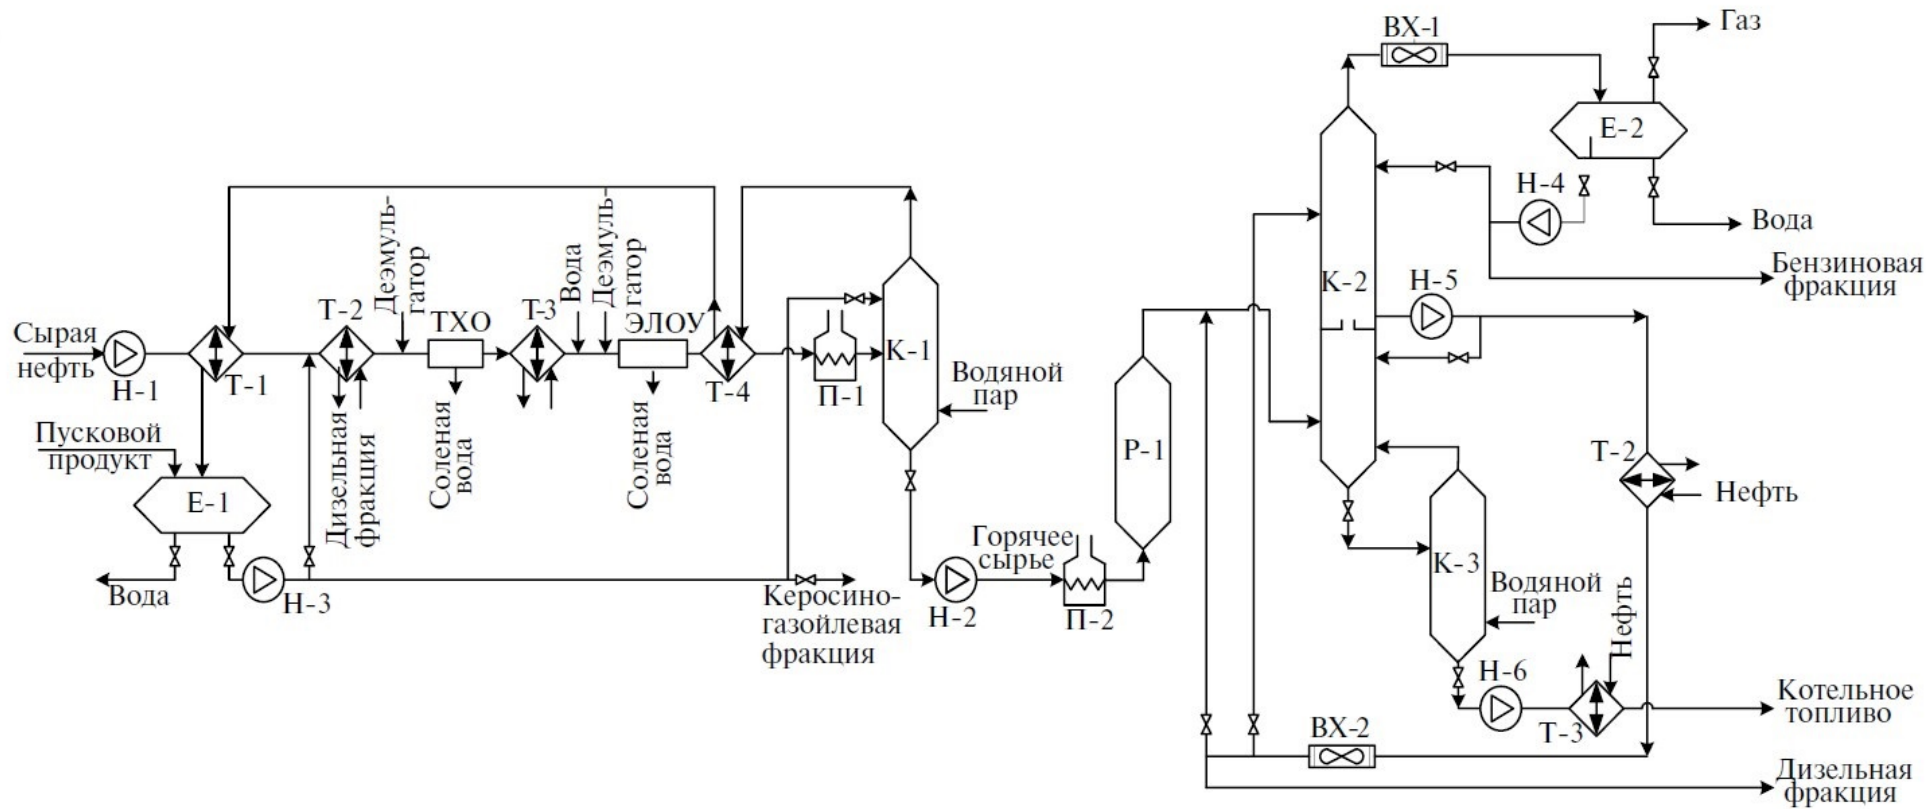 ВХ-1
Газ
Е-2
Н-4
Вода
Бензиновая
фракция
К-2
Н-5
Сырая
нефть
Н-1
Т-1
Т-2
Деэмуль-
гатор
ТХО
Т-3
Вода
Деэмуль-
гатор
ЭЛОУ
Т-4
П-1
К-1
Водяной
пар
Пусковой
продукт
Е-1
Дизельная
фракция
Соленая
вода
Соленая
вода
Вода
Н-3
Керосино-
газойлевая
фракция
Н-2
Горячее
сырье
П-2
Р-1
Т-2
Нефть
К-3
Водяной
пар
Нефть
Н-6
Т-3
Котельное
топливо
ВХ-2
Дизельная
фракция